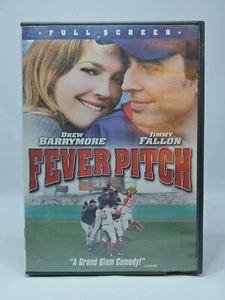 FULL SCREEN
DREW JIMMY
BARRYMORE FALLON
FEVER PITCH
"A Grand Slam Comedy!"